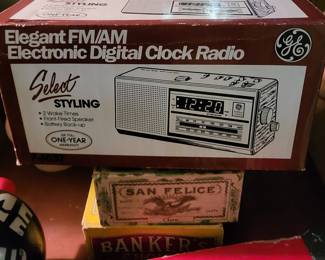 Elegant FM/AM
Electronic Digital Clock Radio
GE
Select
STYLING
• 2 Wake Times
• Front-Fired Speaker
• Battery Back-up
12:20
ONE-YEAR
SAN FELICE
BANKER'S